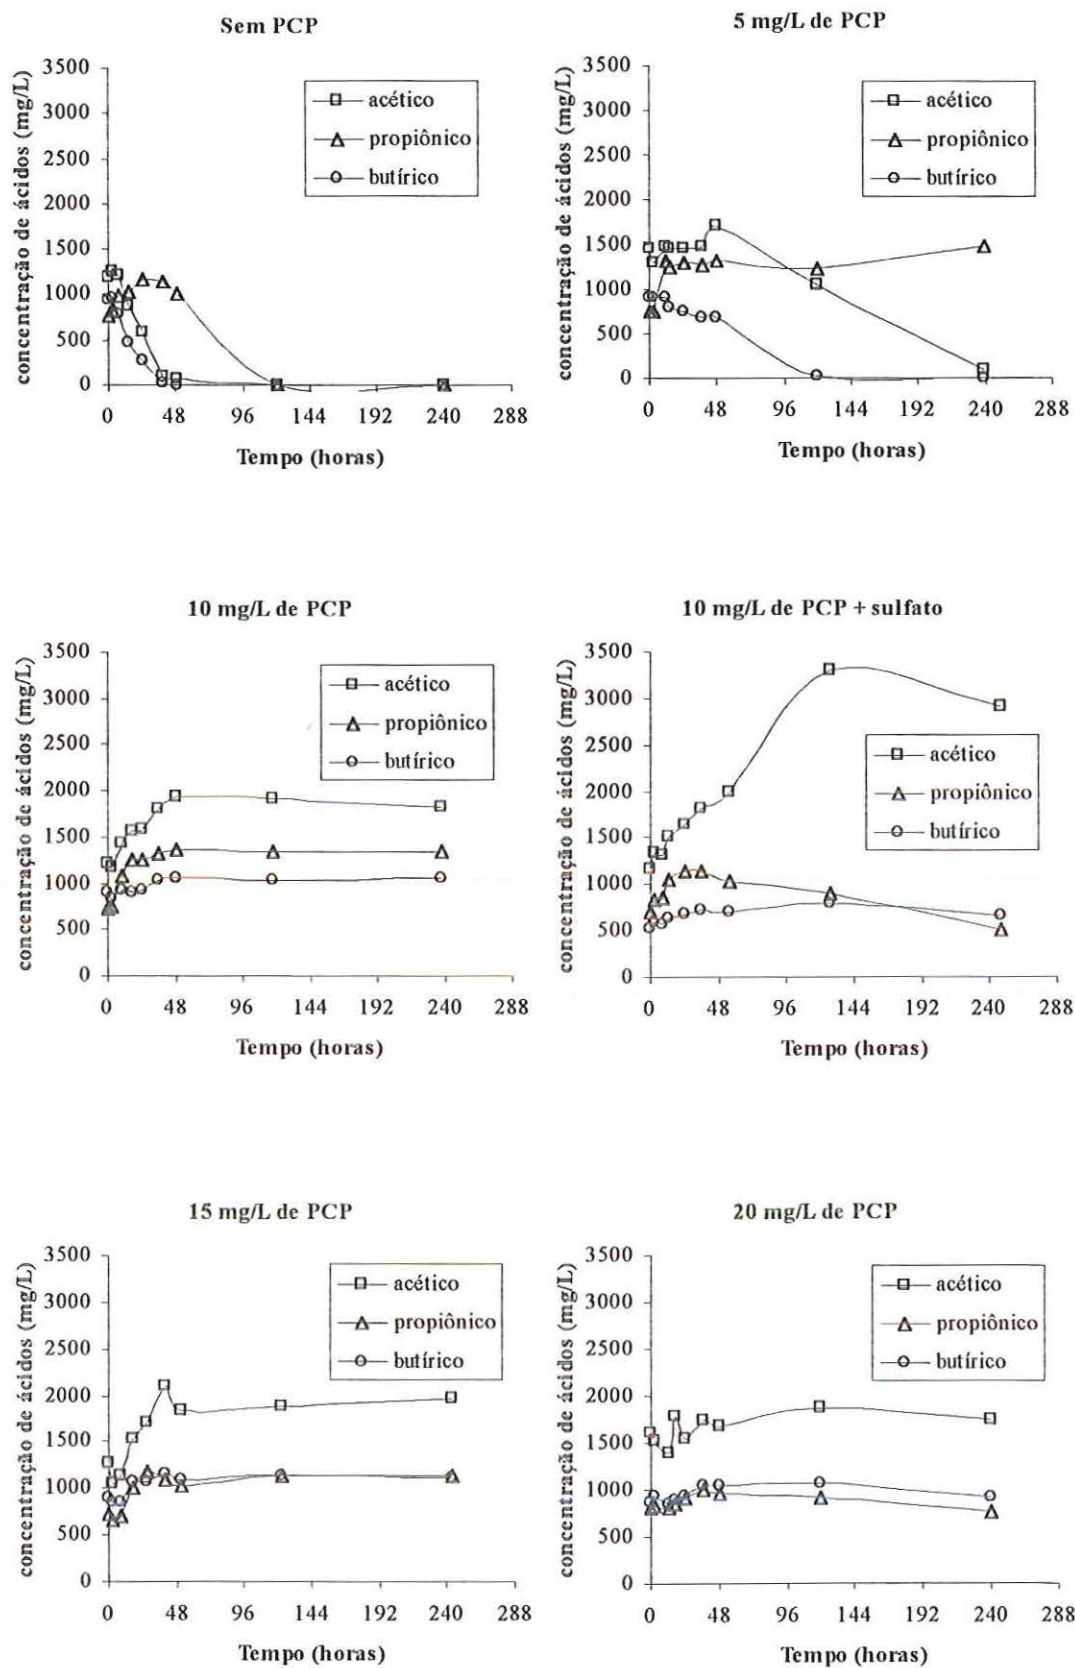 Sem PCP
concentração de ácidos (mg/L)
3500
3000
2500
2000
1500
1000
500
0
acético
propiônico
butírico
0 48 96 144 192 240 288
Tempo (horas)
5 mg/L de PCP
concentração de ácidos (mg/L)
3500
3000
2500
2000
1500
1000
500
0
acético
propiônico
butírico
0 48 96 144 192 240 288
Tempo (horas)
10 mg/L de PCP
concentração de ácidos (mg/L)
3500
3000
2500
2000
1500
1000
500
0
acético
propiônico
butírico
0 48 96 144 192 240 288
Tempo (horas)
10 mg/L de PCP + sulfato
concentração de ácidos (mg/L)
3500
3000
2500
2000
1500
1000
500
0
acético
propiônico
butírico
0 48 96 144 192 240 288
Tempo (horas)
15 mg/L de PCP
concentração de ácidos (mg/L)
3500
3000
2500
2000
1500
1000
500
0
acético
propiônico
butírico
0 48 96 144 192 240 288
Tempo (horas)
20 mg/L de PCP
concentração de ácidos (mg/L)
3500
3000
2500
2000
1500
1000
500
0
acético
propiônico
butírico
0 48 96 144 192 240 288
Tempo (horas)